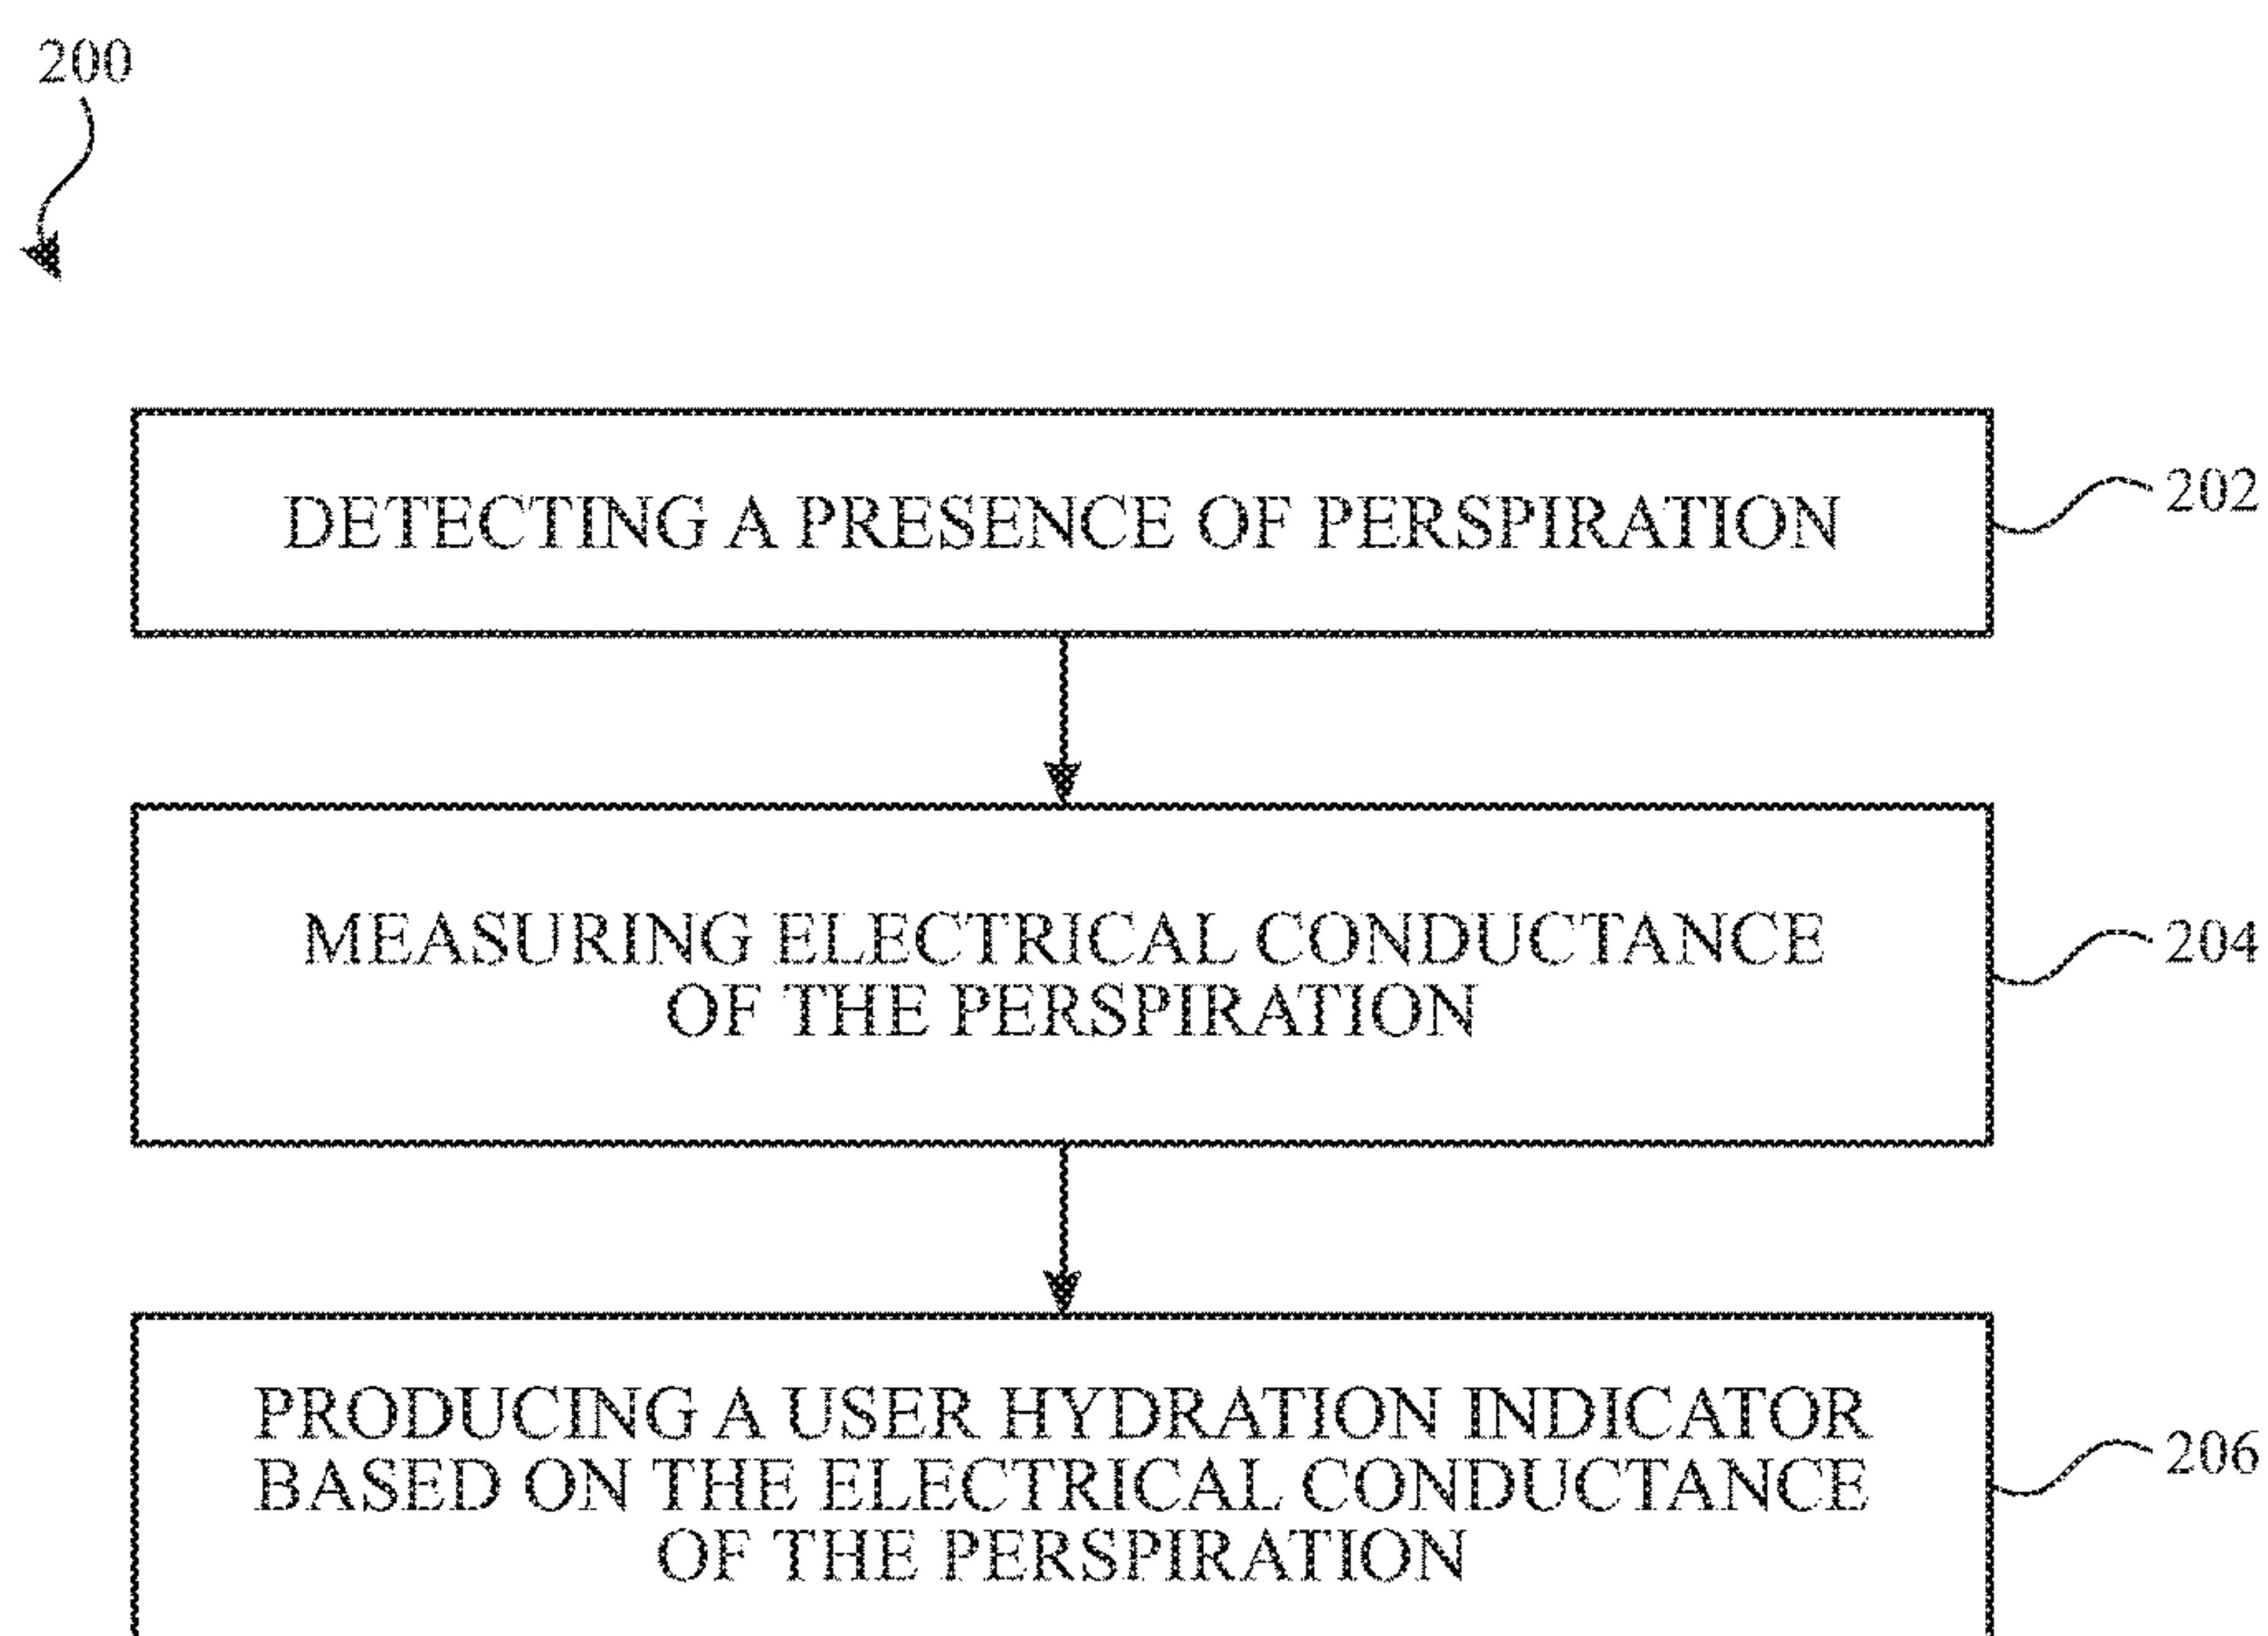 200
DETECTING A PRESENCE OF PERSPIRATION
202
MEASURING ELECTRICAL CONDUCTANCE
OF THE PERSPIRATION
204
PRODUCING A USER HYDRATION INDICATOR
BASED ON THE ELECTRICAL CONDUCTANCE
OF THE PERSPIRATION
206